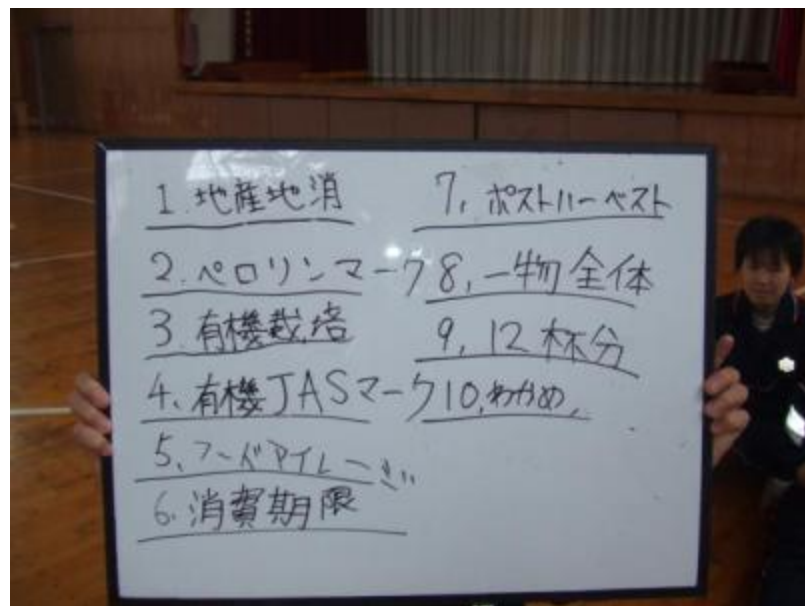 1.地産地消
2.ペロリンマーク
3.有機栽培
4、有機JASマーク
5、フードマイレージ
6.消費期限
7,ポストハーベスト
8,一物全体
9,12杯分
10,わかめ,